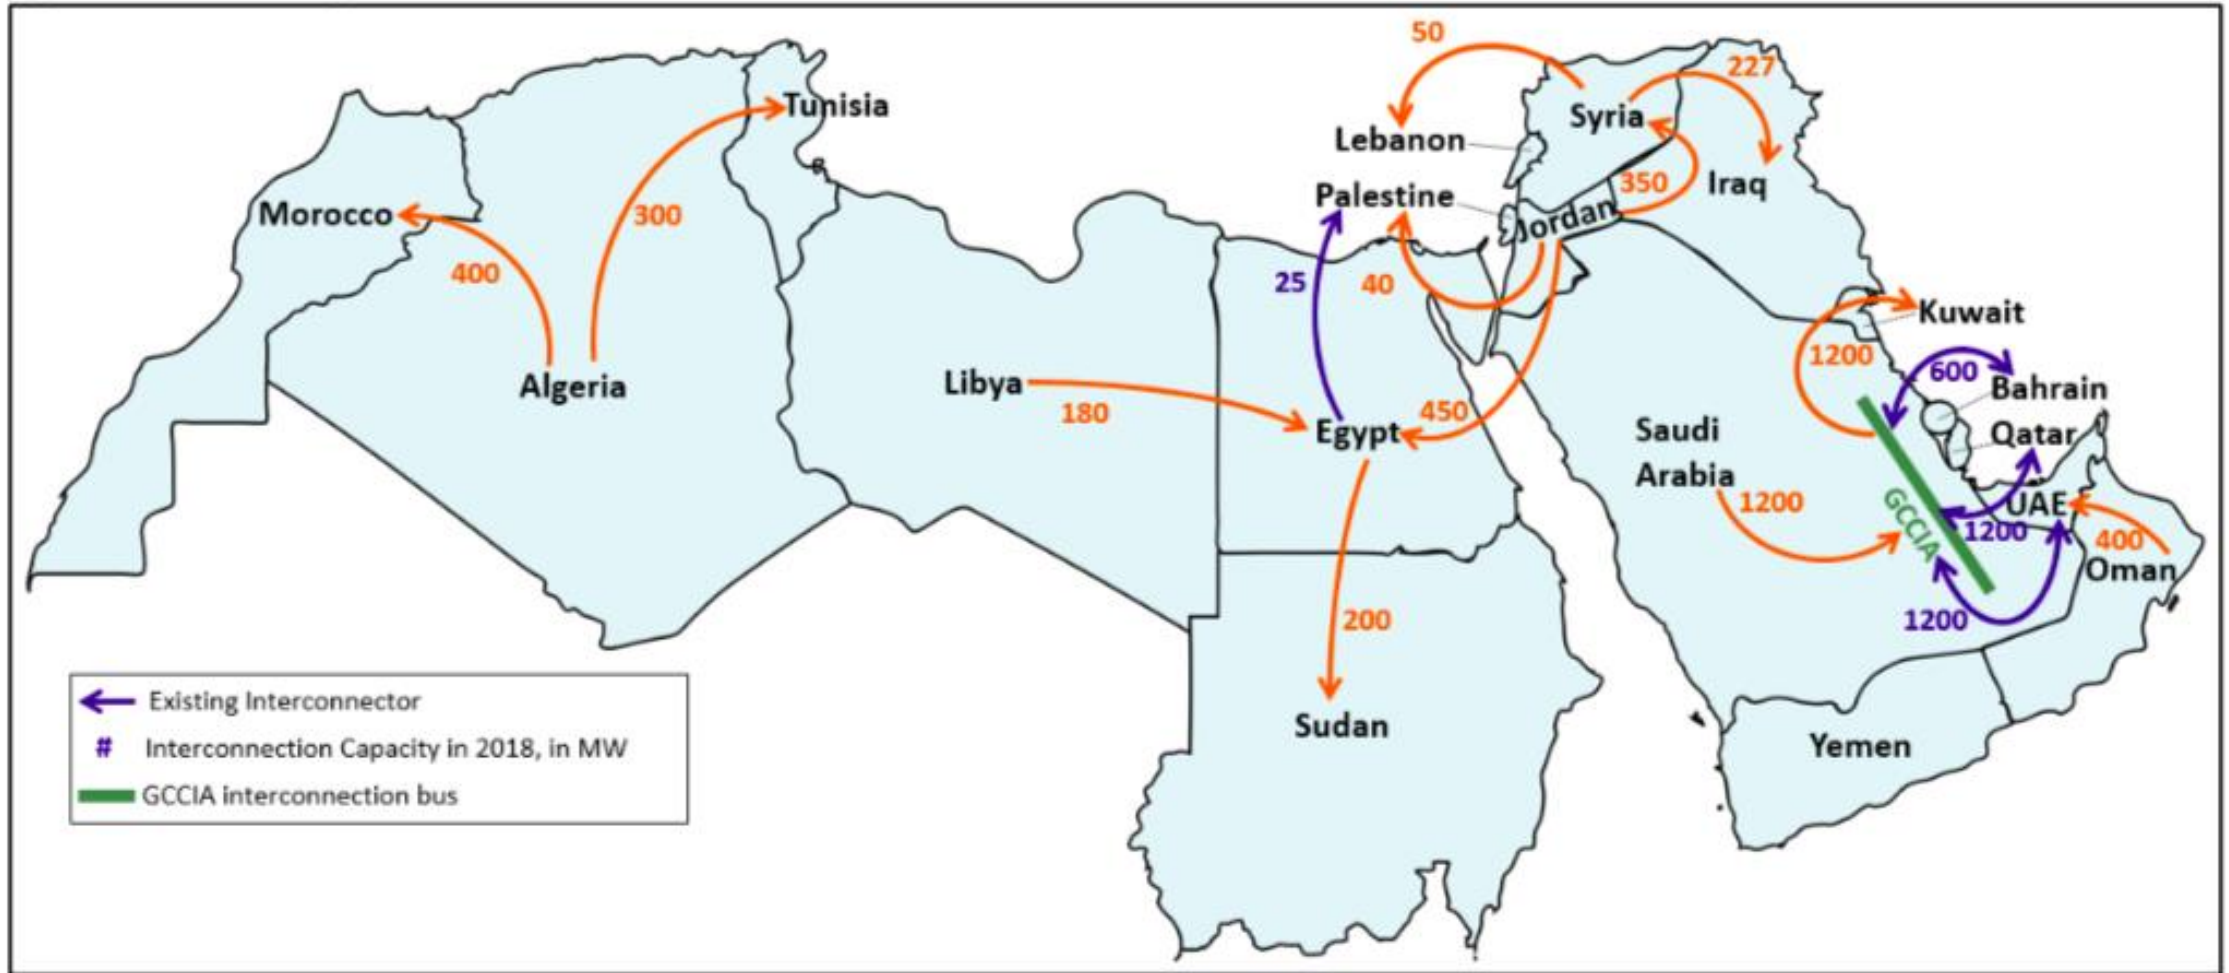 50
227
Tunisia
Syria
Lebanon
350
Iraq
Palestine
Jordan
Morocco
300
400
25
40
Kuwait
1200
600
Bahrain
Algeria
Libya
180
450
Egypt
Saudi
Arabia
Qatar
1200
GCCIA
UAE
1200
400
Oman
200
1200
Sudan
Yemen
Existing Interconnector
# Interconnection Capacity in 2018, in MW
GCCIA interconnection bus